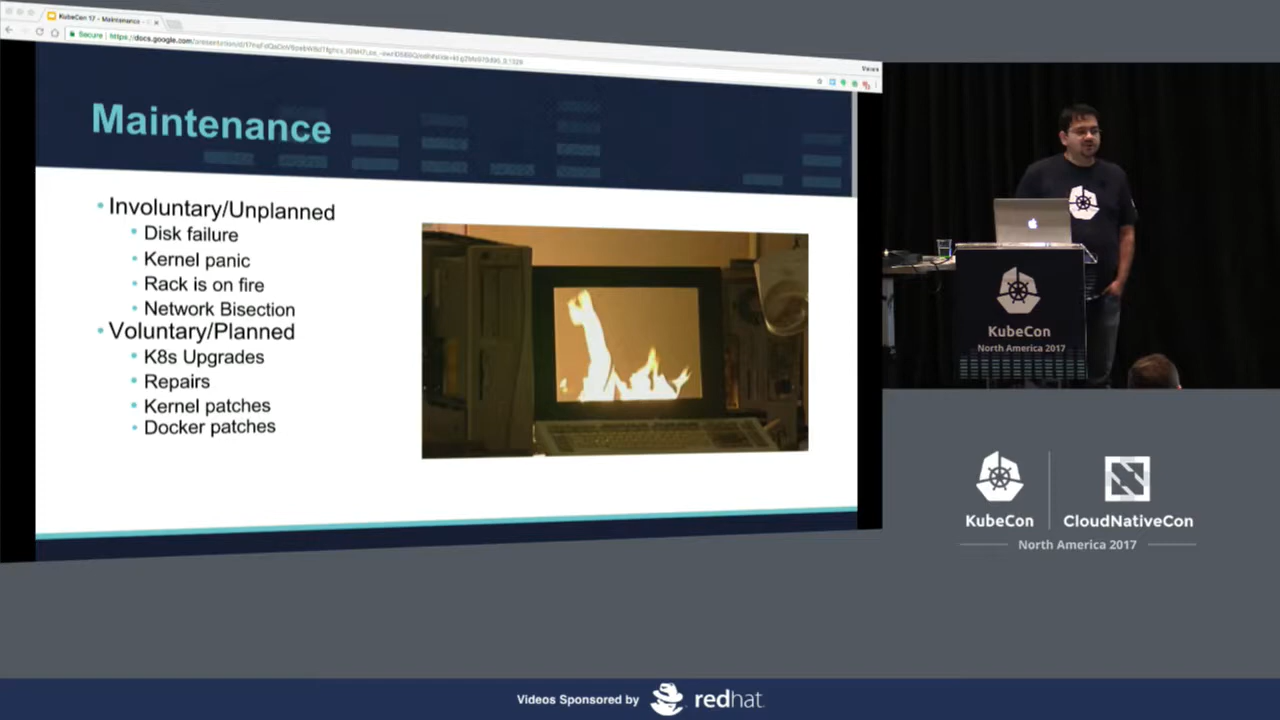 KubeCon 17 - Maintenance -
Secure
https://docs.google.com/presentation/d/
Maintenance
• Involuntary/Unplanned
• Disk failure
• Kernel panic
• Rack is on fire
• Network Bisection
• Voluntary/Planned
• K8s Upgrades
• Repairs
• Kernel patches
• Docker patches
KubeCon
North America 2017
KubeCon
CloudNativeCon
North America 2017
Videos Sponsored by
redhat.